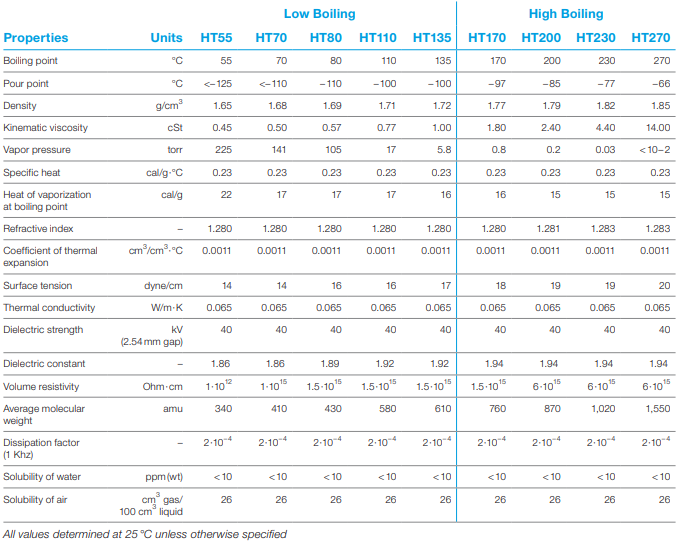 Low Boiling High Boiling
Properties Units HT55 HT70 HT80 HT110 HT135 HT170 HT200 HT230 HT270
Boiling point °C 55 70 80 110 135 170 200 230 270
Pour point °C <−125 <−110 −110 −100 −100 −97 −85 −77 −66
Density g/cm³ 1.65 1.68 1.69 1.71 1.72 1.77 1.79 1.82 1.85
Kinematic viscosity cSt 0.45 0.50 0.57 0.77 1.00 1.80 2.40 4.40 14.00
Vapor pressure torr 225 141 105 17 5.8 0.8 0.2 0.03 <10−2
Specific heat cal/g·°C 0.23 0.23 0.23 0.23 0.23 0.23 0.23 0.23 0.23
Heat of vaporization cal/g 22 17 17 17 16 16 15 15 15
at boiling point
Refractive index – 1.280 1.280 1.280 1.280 1.280 1.280 1.281 1.283 1.283
Coefficient of thermal cm³/cm³·°C 0.0011 0.0011 0.0011 0.0011 0.0011 0.0011 0.0011 0.0011 0.0011
expansion
Surface tension dyne/cm 14 14 16 16 17 18 19 19 20
Thermal conductivity W/m·K 0.065 0.065 0.065 0.065 0.065 0.065 0.065 0.065 0.065
Dielectric strength kV 40 40 40 40 40 40 40 40 40
(2.54 mm gap)
Dielectric constant – 1.86 1.86 1.89 1.92 1.92 1.94 1.94 1.94 1.94
Volume resistivity Ohm·cm 1·10¹² 1·10¹⁵ 1.5·10¹⁵ 1.5·10¹⁵ 1.5·10¹⁵ 1.5·10¹⁵ 6·10¹⁵ 6·10¹⁵ 6·10¹⁵
Average molecular amu 340 410 430 580 610 760 870 1,020 1,550
weight
Dissipation factor – 2·10⁻⁴ 2·10⁻⁴ 2·10⁻⁴ 2·10⁻⁴ 2·10⁻⁴ 2·10⁻⁴ 2·10⁻⁴ 2·10⁻⁴ 2·10⁻⁴
(1 Khz)
Solubility of water ppm (wt) <10 <10 <10 <10 <10 <10 <10 <10 <10
Solubility of air cm³ gas/ 26 26 26 26 26 26 26 26 26
100 cm³ liquid
All values determined at 25 °C unless otherwise specified